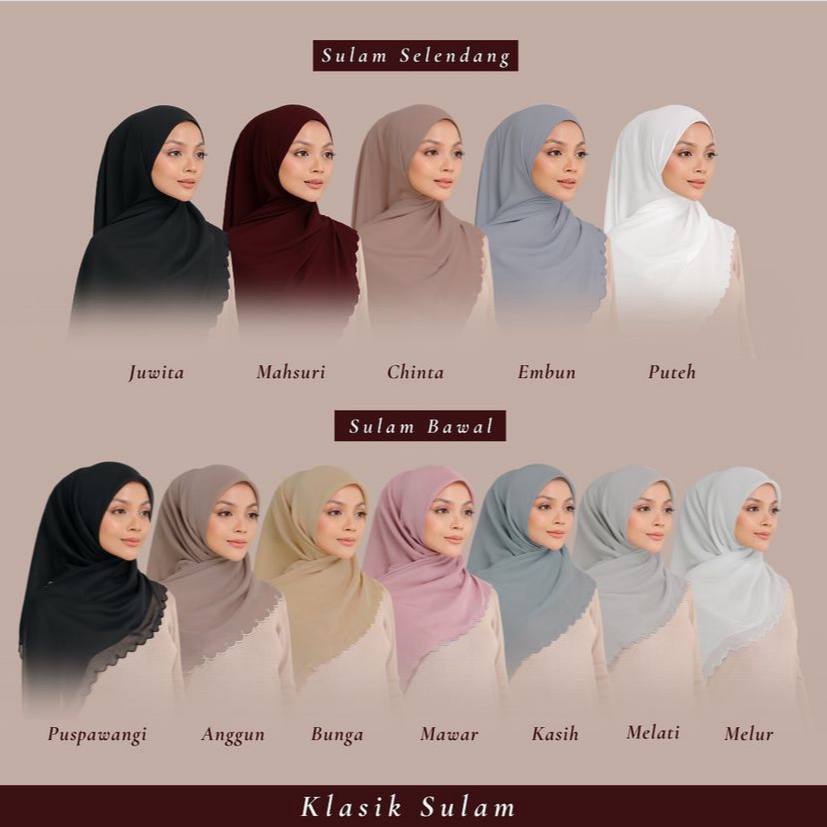 Sulam Selendang
Juwita Mahsuri Chinta Embun Puteh
Sulam Bawal
Puspawangi Anggun Bunga Mawar Kasih Melati Melur
Klasik Sulam